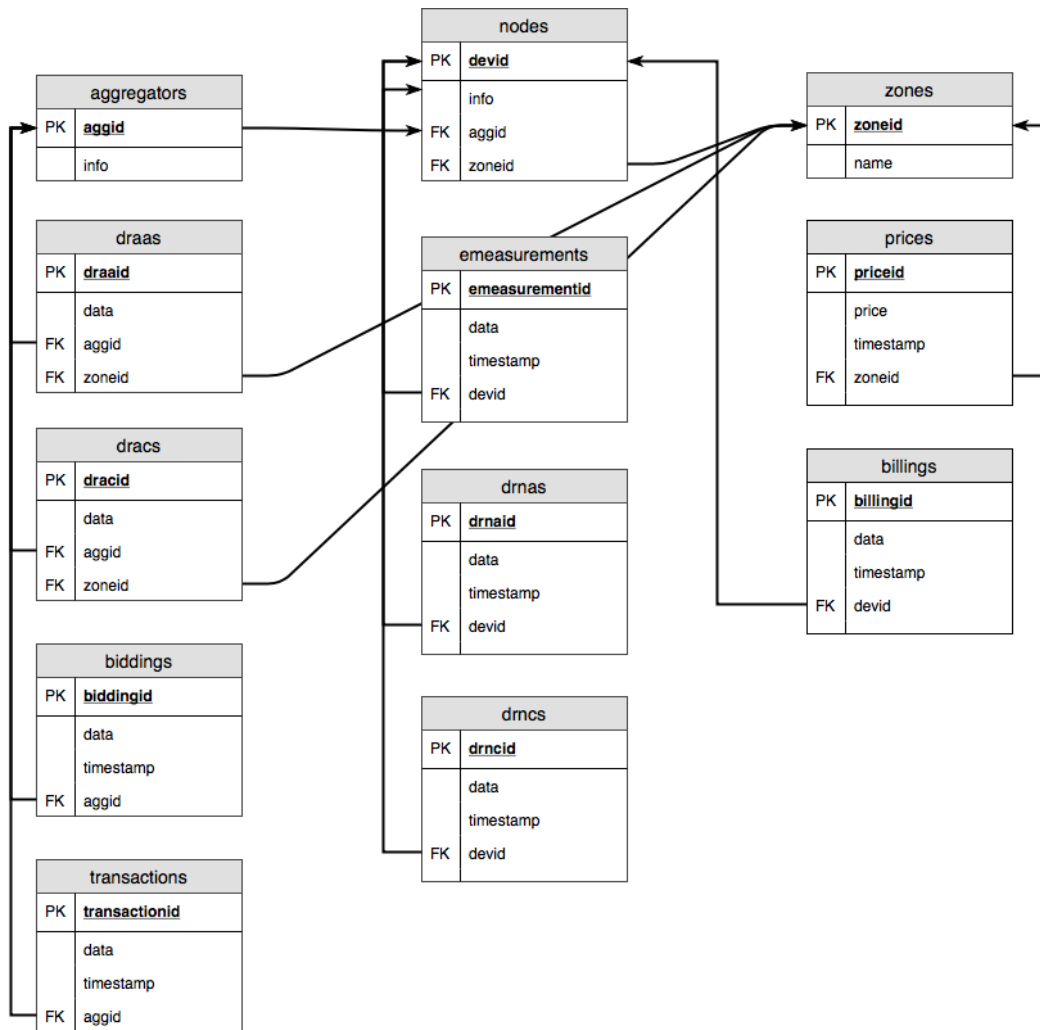 nodes
PK devid
info
FK aggid
FK zoneid
aggregators
PK aggid
info
zones
PK zoneid
name
draas
PK draaid
data
FK aggid
FK zoneid
emeasurements
PK emeasurementid
data
timestamp
FK devid
prices
PK priceid
price
timestamp
FK zoneid
dracs
PK dracid
data
FK aggid
FK zoneid
drnas
PK drnaid
data
timestamp
FK devid
billings
PK billingid
data
timestamp
FK devid
biddings
PK biddingid
data
timestamp
FK aggid
drncs
PK drncid
data
timestamp
FK devid
transactions
PK transactionid
data
timestamp
FK aggid